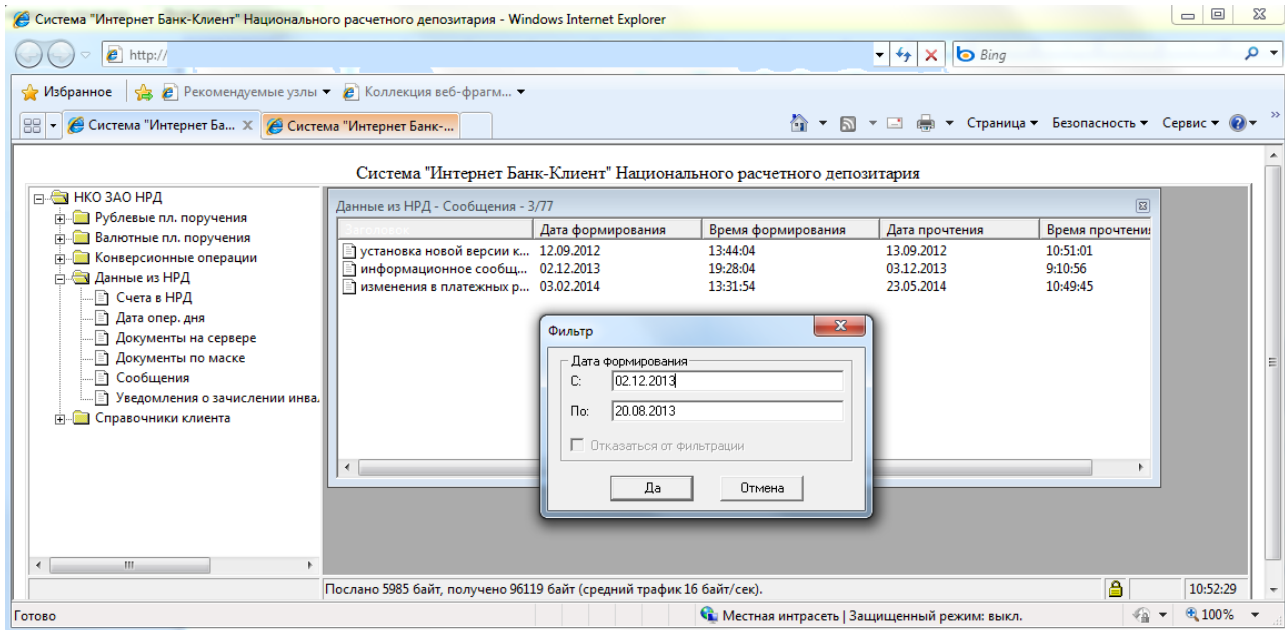 Система "Интернет Банк-Клиент" Национального расчетного депозитария - Windows Internet Explorer
http://
Bing
Избранное Рекомендуемые узлы Коллекция веб-фрагм...
Система "Интернет Ба... Система "Интернет Банк-...
Страница Безопасность Сервис
Система "Интернет Банк-Клиент" Национального расчетного депозитария
НКО ЗАО НРД
Рублевые пл. поручения
Валютные пл. поручения
Конверсионные операции
Данные из НРД
Счета в НРД
Дата опер. дня
Документы на сервере
Документы по маске
Сообщения
Уведомления о зачислении инва.
Справочники клиента
Данные из НРД - Сообщения - 3/77
Заголовок Дата формирования Время формирования Дата прочтения Время прочтения
установка новой версии к... 12.09.2012 13:44:04 13.09.2012 10:51:01
информационное сообщ... 02.12.2013 19:28:04 03.12.2013 9:10:56
изменения в платежных р... 03.02.2014 13:31:54 23.05.2014 10:49:45
Фильтр
Дата формирования
С: 02.12.2013
По: 20.08.2013
Отказаться от фильтрации
Да Отмена
Послано 5985 байт, получено 96119 байт (средний трафик 16 байт/сек). 10:52:29
Готово Местная интрасеть | Защищенный режим: выкл. 100%